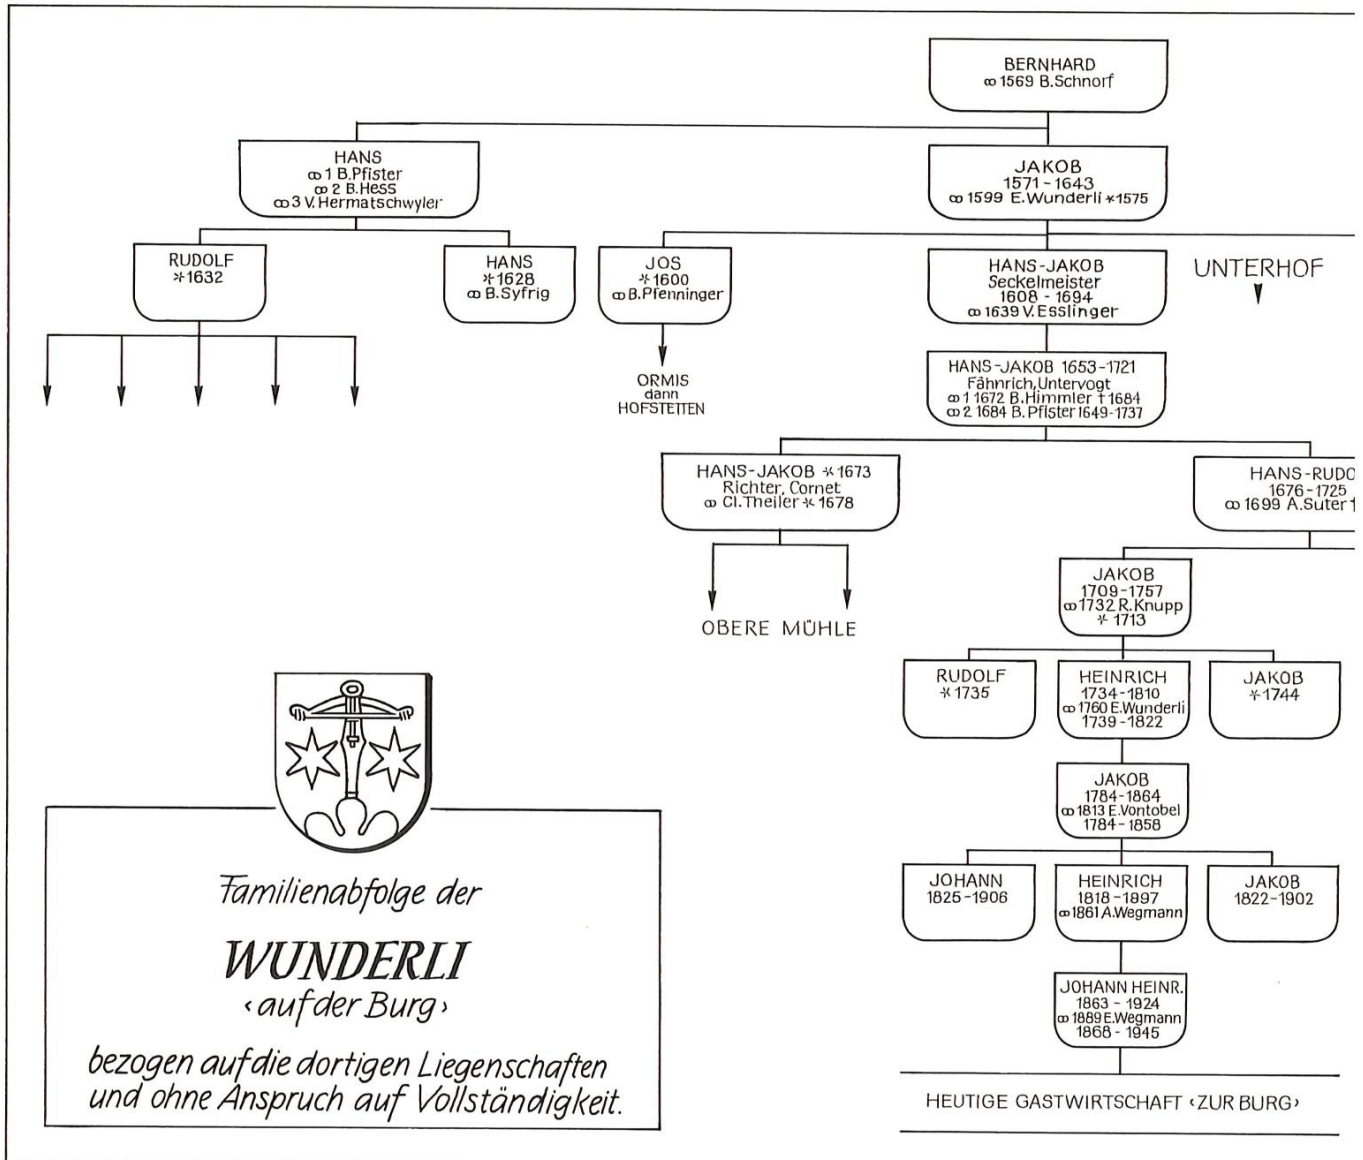 BERNHARD
⚭ 1569 B.Schnorf
HANS
⚭ 1 B.Pfister
⚭ 2 B.Hess
⚭ 3 V.Hermatschwyler
JAKOB
1571 - 1643
⚭ 1599 E.Wunderli *1575
RUDOLF
*1632
HANS
*1628
⚭ B.Syfrig
JOS
*1600
⚭ B.Pfenninger
HANS-JAKOB
Seckelmeister
1608 - 1694
⚭ 1639 V.Esslinger
UNTERHOF
ORMIS
dann
HOFSTETTEN
HANS-JAKOB 1653-1721
Fähnrich, Untervogt
⚭ 1 1672 B.Himmler † 1684
⚭ 2 1684 B.Pfister 1649-1737
HANS-JAKOB *1673
Richter, Cornet
⚭ Cl.Theiler *1678
HANS-RUDO
1676-1725
⚭ 1699 A.Suter †
OBERE MÜHLE
JAKOB
1709-1757
⚭ 1732 R.Knupp
*1713
RUDOLF
*1735
HEINRICH
1734-1810
⚭ 1760 E.Wunderli
1739-1822
JAKOB
*1744
JAKOB
1784-1864
⚭ 1813 E.Vontobel
1784-1858
JOHANN
1825-1906
HEINRICH
1818-1897
⚭ 1861 A.Wegmann
JAKOB
1822-1902
JOHANN HEINR.
1863 - 1924
⚭ 1889 E.Wegmann
1868 - 1945
HEUTIGE GASTWIRTSCHAFT ‹ZUR BURG›
Familienabfolge der
WUNDERLI
‹auf der Burg›
bezogen auf die dortigen Liegenschaften
und ohne Anspruch auf Vollständigkeit.